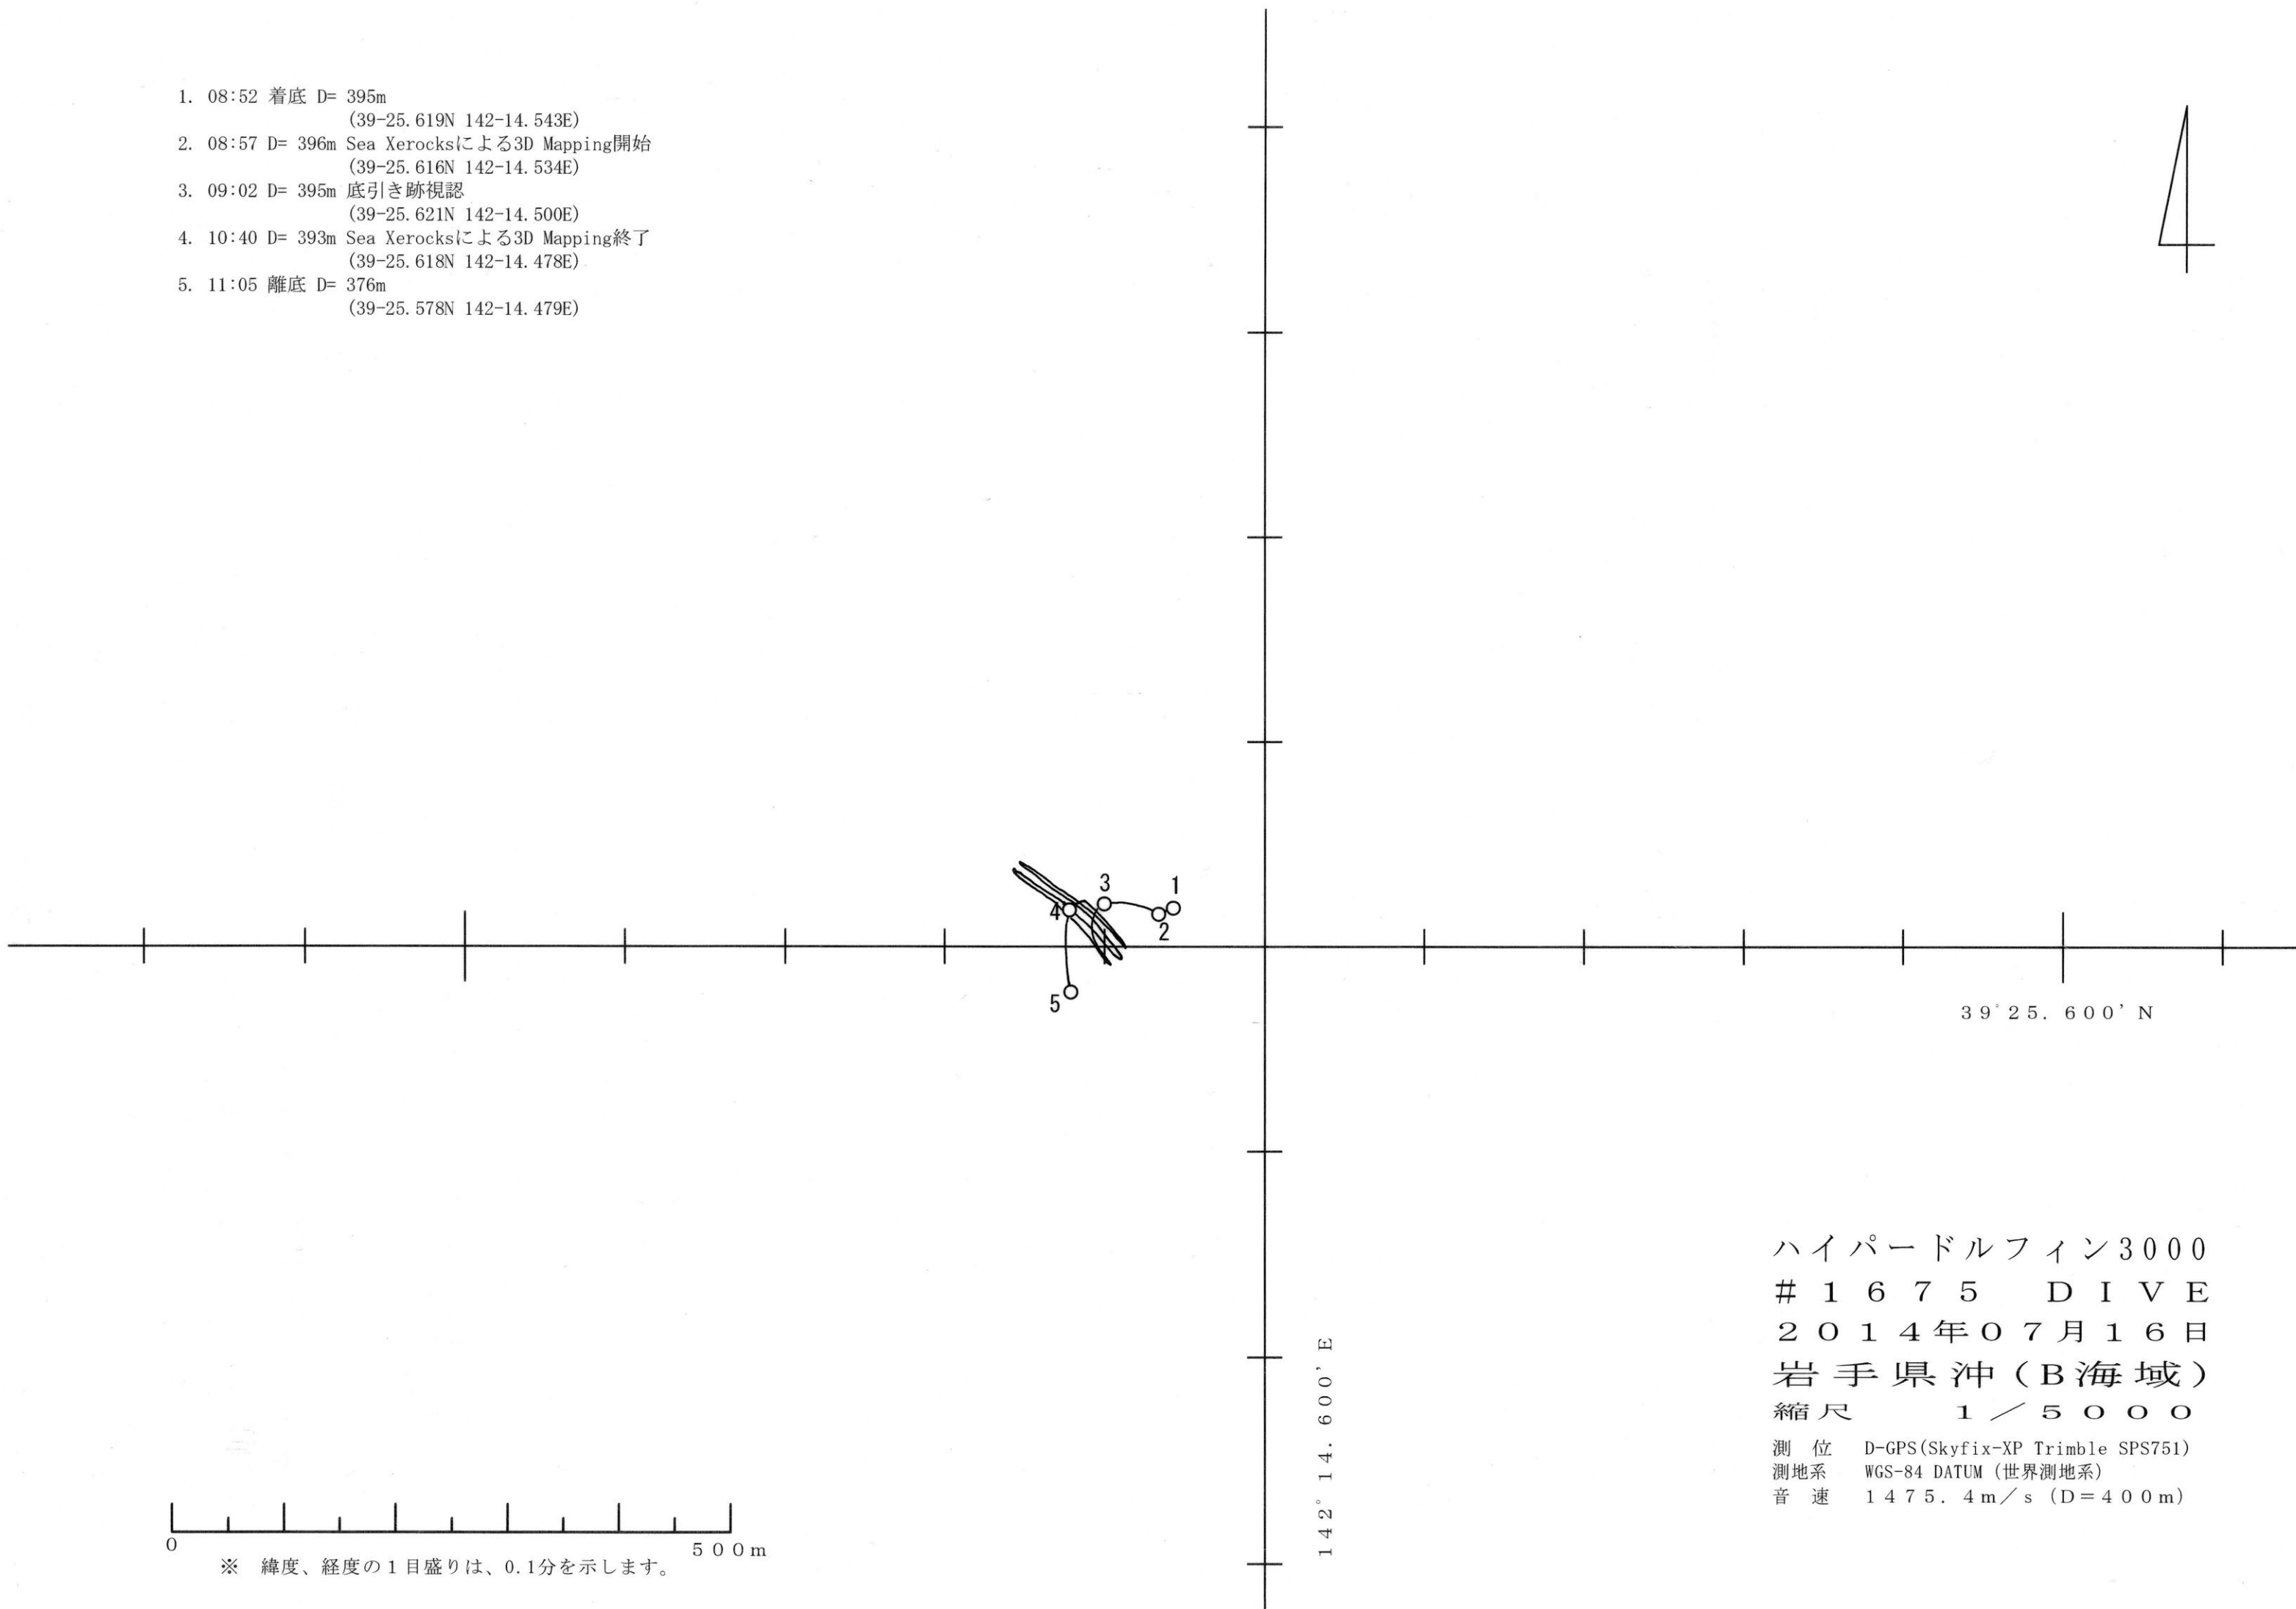 1. 08:52 着底 D= 395m
(39-25.619N 142-14.543E)
2. 08:57 D= 396m Sea Xerocksによる3D Mapping開始
(39-25.616N 142-14.534E)
3. 09:02 D= 395m 底引き跡視認
(39-25.621N 142-14.500E)
4. 10:40 D= 393m Sea Xerocksによる3D Mapping終了
(39-25.618N 142-14.478E)
5. 11:05 離底 D= 376m
(39-25.578N 142-14.479E)
3
1
4
2
5
39°25.600'N
142°14.600'E
ハイパードルフィン3000
#1675 DIVE
2014年07月16日
岩手県沖(B海域)
縮尺 1/5000
測 位 D-GPS(Skyfix-XP Trimble SPS751)
測地系 WGS-84 DATUM (世界測地系)
音 速 1475.4m/s (D=400m)
0 500m
※ 緯度、経度の1目盛りは、0.1分を示します。